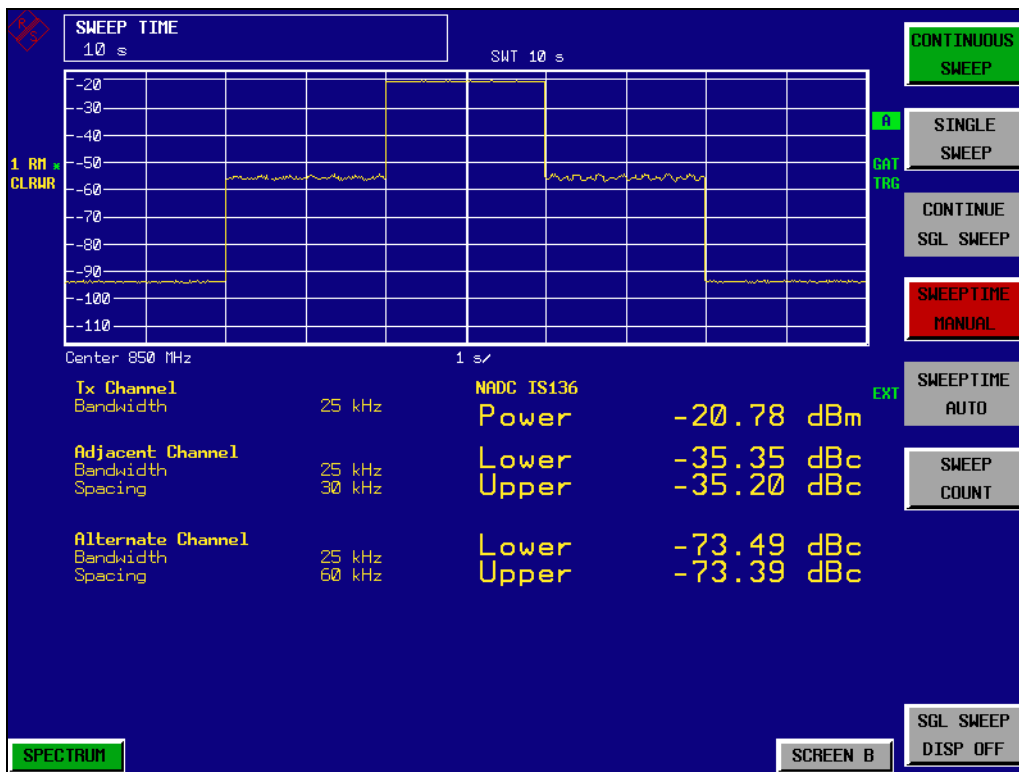 R S
SWEEP TIME
10 s
SWT 10 s
-20
-30
-40
-50
-60
-70
-80
-90
-100
-110
1 RM *
CLRWR
A
GAT
TRG
EXT
Center 850 MHz
1 s/
Tx Channel
Bandwidth 25 kHz
NADC IS136
Power -20.78 dBm
Adjacent Channel
Bandwidth 25 kHz
Spacing 30 kHz
Lower -35.35 dBc
Upper -35.20 dBc
Alternate Channel
Bandwidth 25 kHz
Spacing 60 kHz
Lower -73.49 dBc
Upper -73.39 dBc
CONTINUOUS
SWEEP
SINGLE
SWEEP
CONTINUE
SGL SWEEP
SWEEPTIME
MANUAL
SWEEPTIME
AUTO
SWEEP
COUNT
SGL SWEEP
DISP OFF
SPECTRUM
SCREEN B